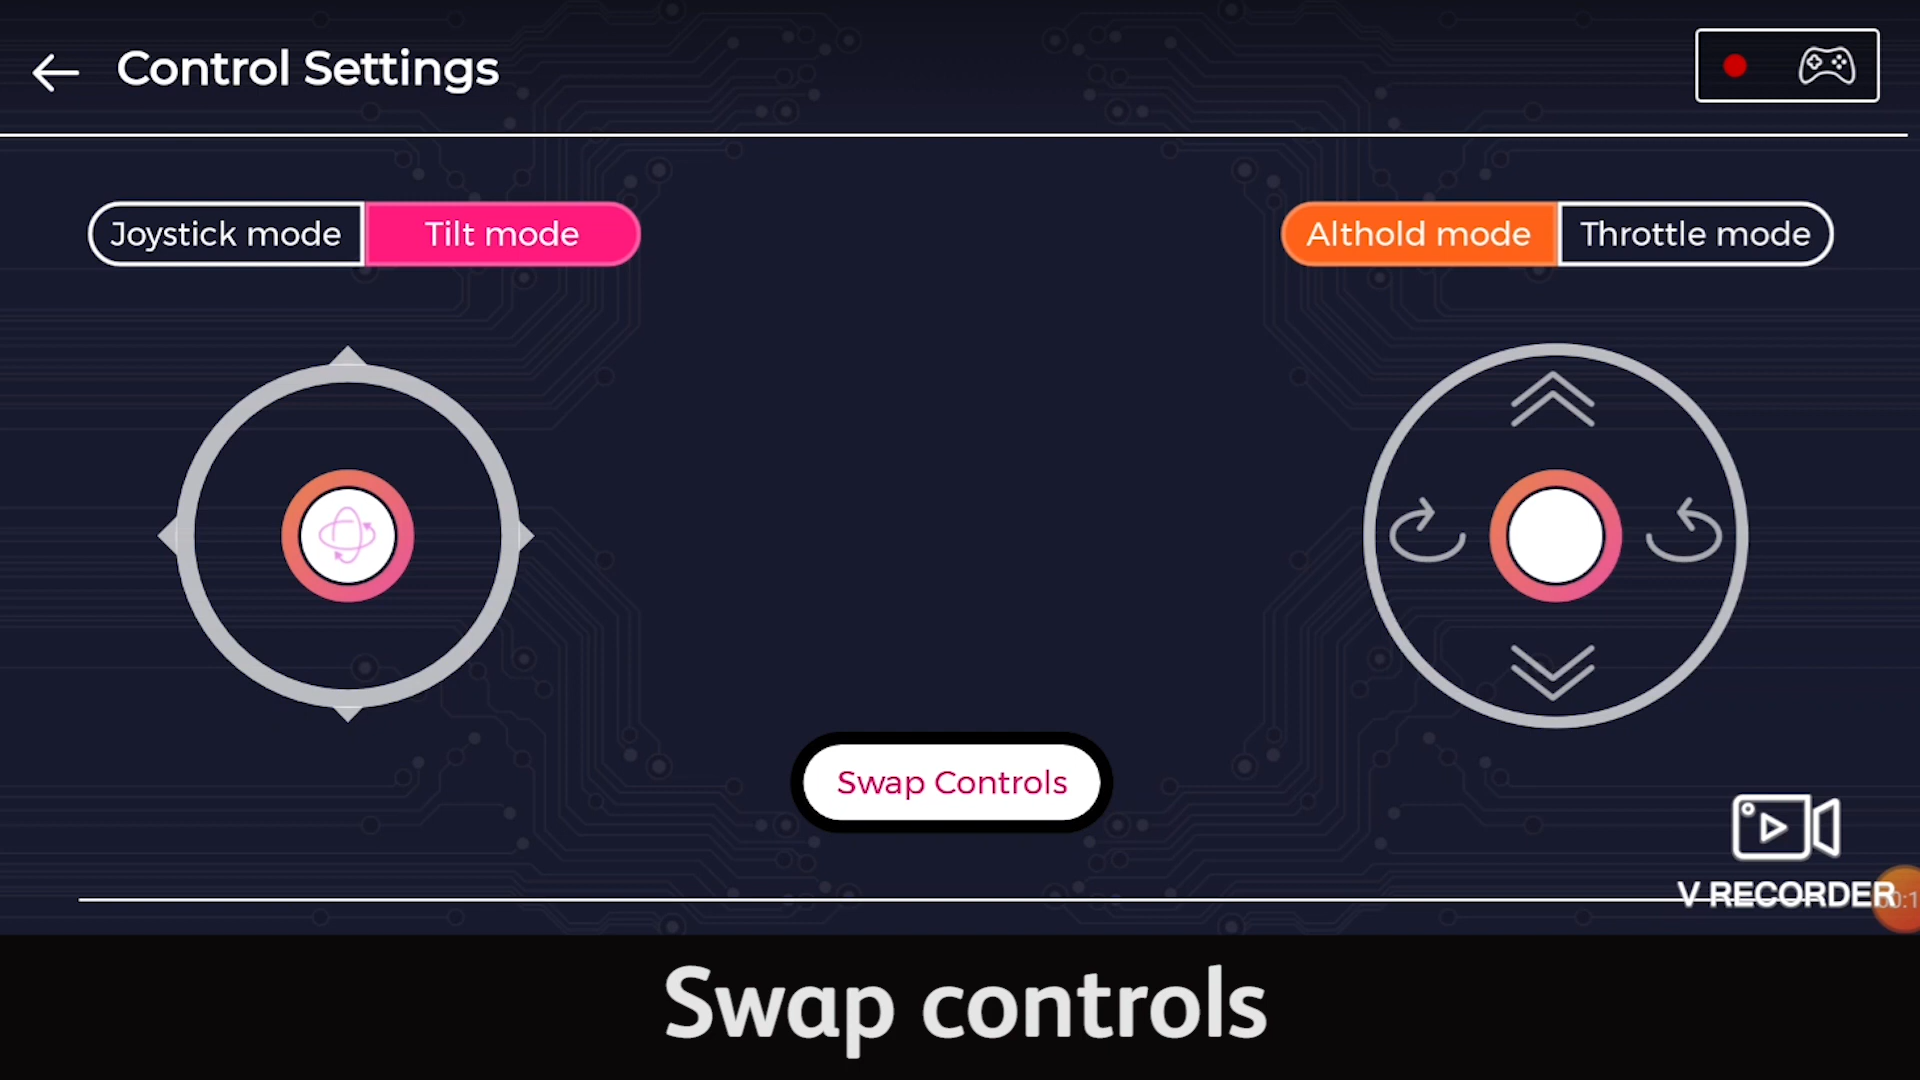 Control Settings
Joystick mode
Tilt mode
Althold mode
Throttle mode
Swap Controls
V RECORDER
Swap controls